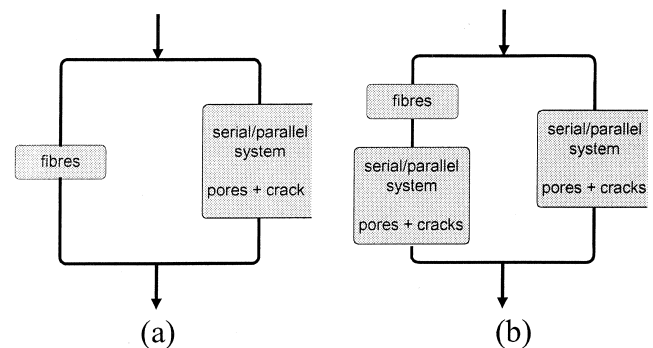 fibres
serial/parallel
system
pores + crack
(a)
fibres
serial/parallel
system
pores + cracks
serial/parallel
system
pores + cracks
(b)